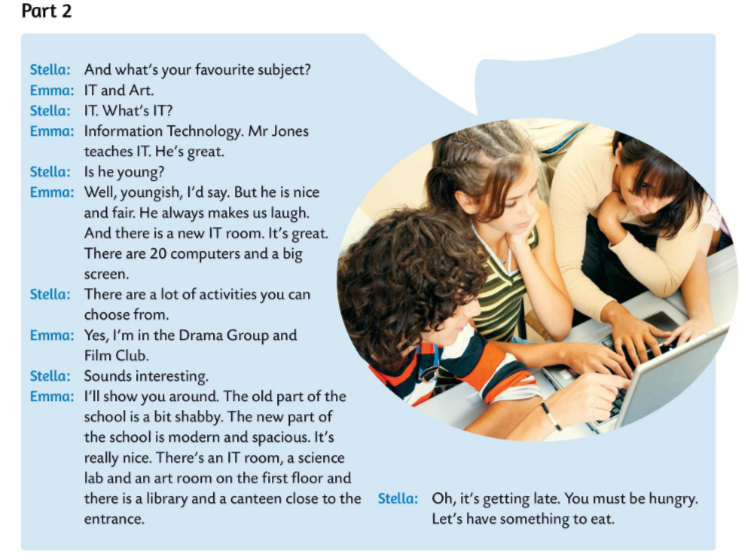 Part 2
Stella: And what's your favourite subject?
Emma: IT and Art.
Stella: IT. What's IT?
Emma: Information Technology. Mr Jones
teaches IT. He's great.
Stella: Is he young?
Emma: Well, youngish, I'd say. But he is nice
and fair. He always makes us laugh.
And there is a new IT room. It's great.
There are 20 computers and a big
screen.
Stella: There are a lot of activities you can
choose from.
Emma: Yes, I'm in the Drama Group and
Film Club.
Stella: Sounds interesting.
Emma: I'll show you around. The old part of the
school is a bit shabby. The new part of
the school is modern and spacious. It's
really nice. There's an IT room, a science
lab and an art room on the first floor and
there is a library and a canteen close to the
entrance.
Stella: Oh, it's getting late. You must be hungry.
Let's have something to eat.